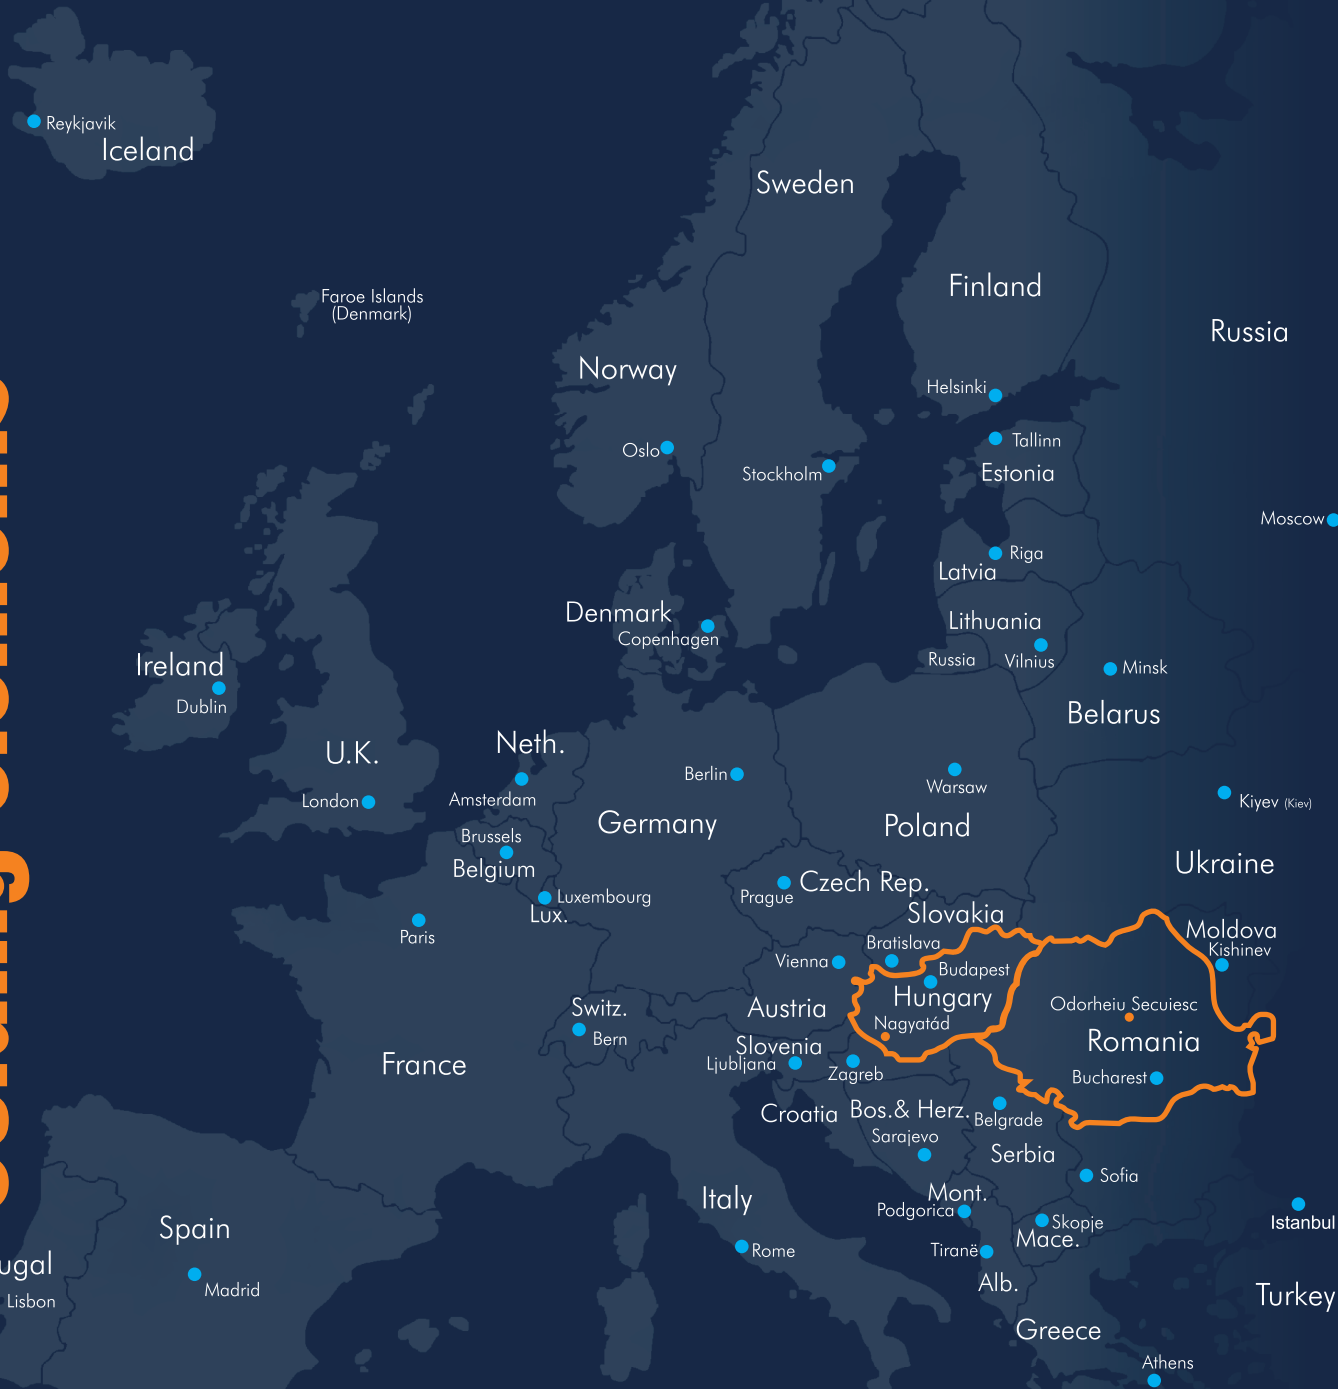 Reykjavik
Iceland
Sweden
Faroe Islands
(Denmark)
Finland
Russia
Norway
Helsinki
Oslo
Tallinn
Stockholm
Estonia
Moscow
Riga
Latvia
Denmark
Copenhagen
Lithuania
Russia
Vilnius
Minsk
Ireland
Dublin
Belarus
U.K.
Neth.
London
Amsterdam
Berlin
Warsaw
Kiyev (Kiev)
Brussels
Belgium
Germany
Poland
Ukraine
Luxembourg
Lux.
Prague
Czech Rep.
Slovakia
Paris
Bratislava
Moldova
Kishinev
Vienna
Budapest
Switz.
Bern
Austria
Hungary
Nagyatád
Odorheiu Secuiesc
Romania
Bucharest
France
Slovenia
Ljubljana
Zagreb
Croatia
Bos.& Herz.
Sarajevo
Belgrade
Serbia
Sofia
Italy
Rome
Mont.
Podgorica
Skopje
Mace.
Istanbul
Spain
Madrid
Tiranë
Alb.
ugal
Lisbon
Turkey
Greece
Athens